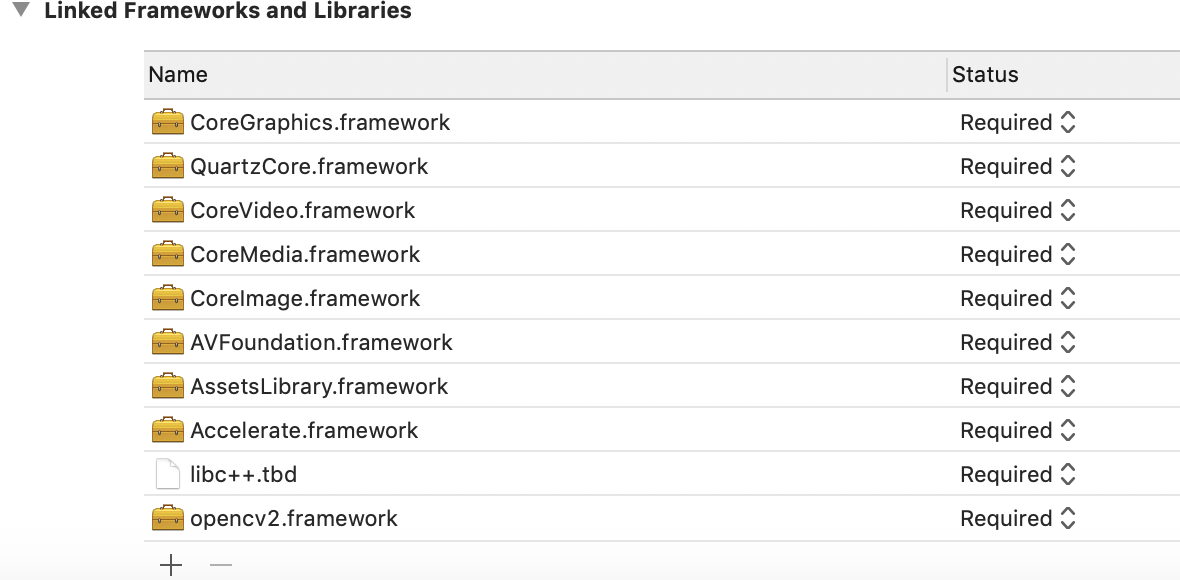 Linked Frameworks and Libraries
Name Status
CoreGraphics.framework Required
QuartzCore.framework Required
CoreVideo.framework Required
CoreMedia.framework Required
CoreImage.framework Required
AVFoundation.framework Required
AssetsLibrary.framework Required
Accelerate.framework Required
libc++.tbd Required
opencv2.framework Required